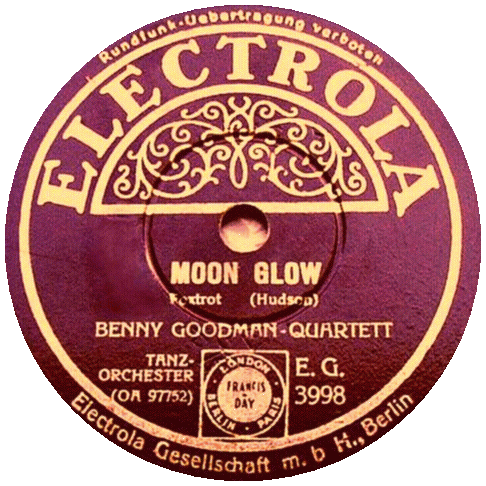 Rundfunk-Uebertragung verboten
ELECTROLA
MOON GLOW
Foxtrot (Hudson)
BENNY GOODMAN-QUARTETT
TANZ-
ORCHESTER
(OA 97752)
LONDON
FRANCIS
DAY
BERLIN · PARIS
E. G.
3998
Electrola Gesellschaft m. b H., Berlin